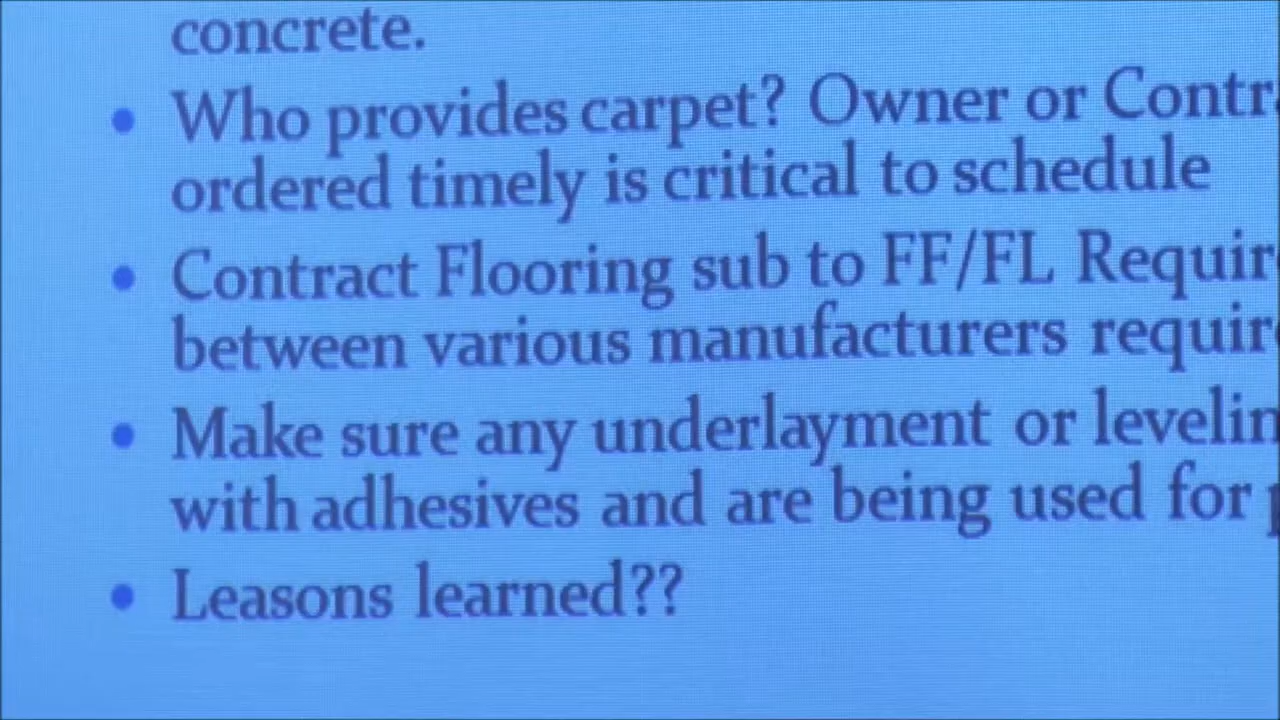 concrete.
• Who provides carpet? Owner or Contr
ordered timely is critical to schedule
• Contract Flooring sub to FF/FL Requir
between various manufacturers requir
• Make sure any underlayment or levelin
with adhesives and are being used for
• Leasons learned??